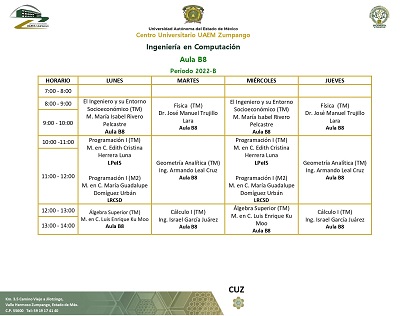 Universidad Autónoma del Estado de México
Centro Universitario UAEM Zumpango
Ingeniería en Computación
Aula B8
Período 2022-B
HORARIO LUNES MARTES MIÉRCOLES JUEVES
7:00 - 8:00
8:00 - 9:00
9:00 - 10:00
El Ingeniero y su Entorno
Socioeconómico (TM)
M. María Isabel Rivero
Pelcastre
Aula B8
Física (TM)
Dr. José Manuel Trujillo
Lara
Aula B8
El Ingeniero y su Entorno
Socioeconómico (TM)
M. María Isabel Rivero
Pelcastre
Aula B8
Física (TM)
Dr. José Manuel Trujillo
Lara
Aula B8
10:00 -11:00
11:00 - 12:00
Programación I (TM)
M. en C. Edith Cristina
Herrera Luna
LPeIS
Programación I (M2)
M. en C. María Guadalupe
Domíguez Urbán
LRCSD
Geometría Analítica (TM)
Ing. Armando Leal Cruz
Aula B8
Programación I (TM)
M. en C. Edith Cristina
Herrera Luna
LPeIS
Programación I (M2)
M. en C. María Guadalupe
Domíguez Urbán
LRCSD
Geometría Analítica (TM)
Ing. Armando Leal Cruz
Aula B8
12:00 - 13:00
13:00 - 14:00
Álgebra Superior (TM)
M. en C. Luis Enrique Ku Moo
Aula B8
Cálculo I (TM)
Ing. Israel García Juárez
Aula B8
Álgebra Superior (TM)
M. en C. Luis Enrique Ku
Moo
Aula B8
Cálculo I (TM)
Ing. Israel García Juárez
Aula B8
CUZ
Km. 3.5 Camino Viejo a Jilotzingo,
Valle Hermoso Zumpango, Estado de Méx.
C.P. 55600 Tel: 59 19 17 41 40